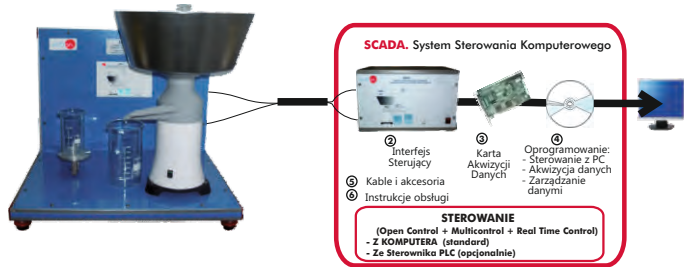 SCADA. System Sterowania Komputerowego
②
Interfejs
Sterujący
③
Karta
Akwizycji
Danych
④
Oprogramowanie:
- Sterowanie z PC
- Akwizycja danych
- Zarządzanie
danymi
⑤ Kable i akcesoria
⑥ Instrukcje obsługi
STEROWANIE
(Open Control + Multicontrol + Real Time Control)
- Z KOMPUTERA (standard)
- Ze Sterownika PLC (opcjonalnie)